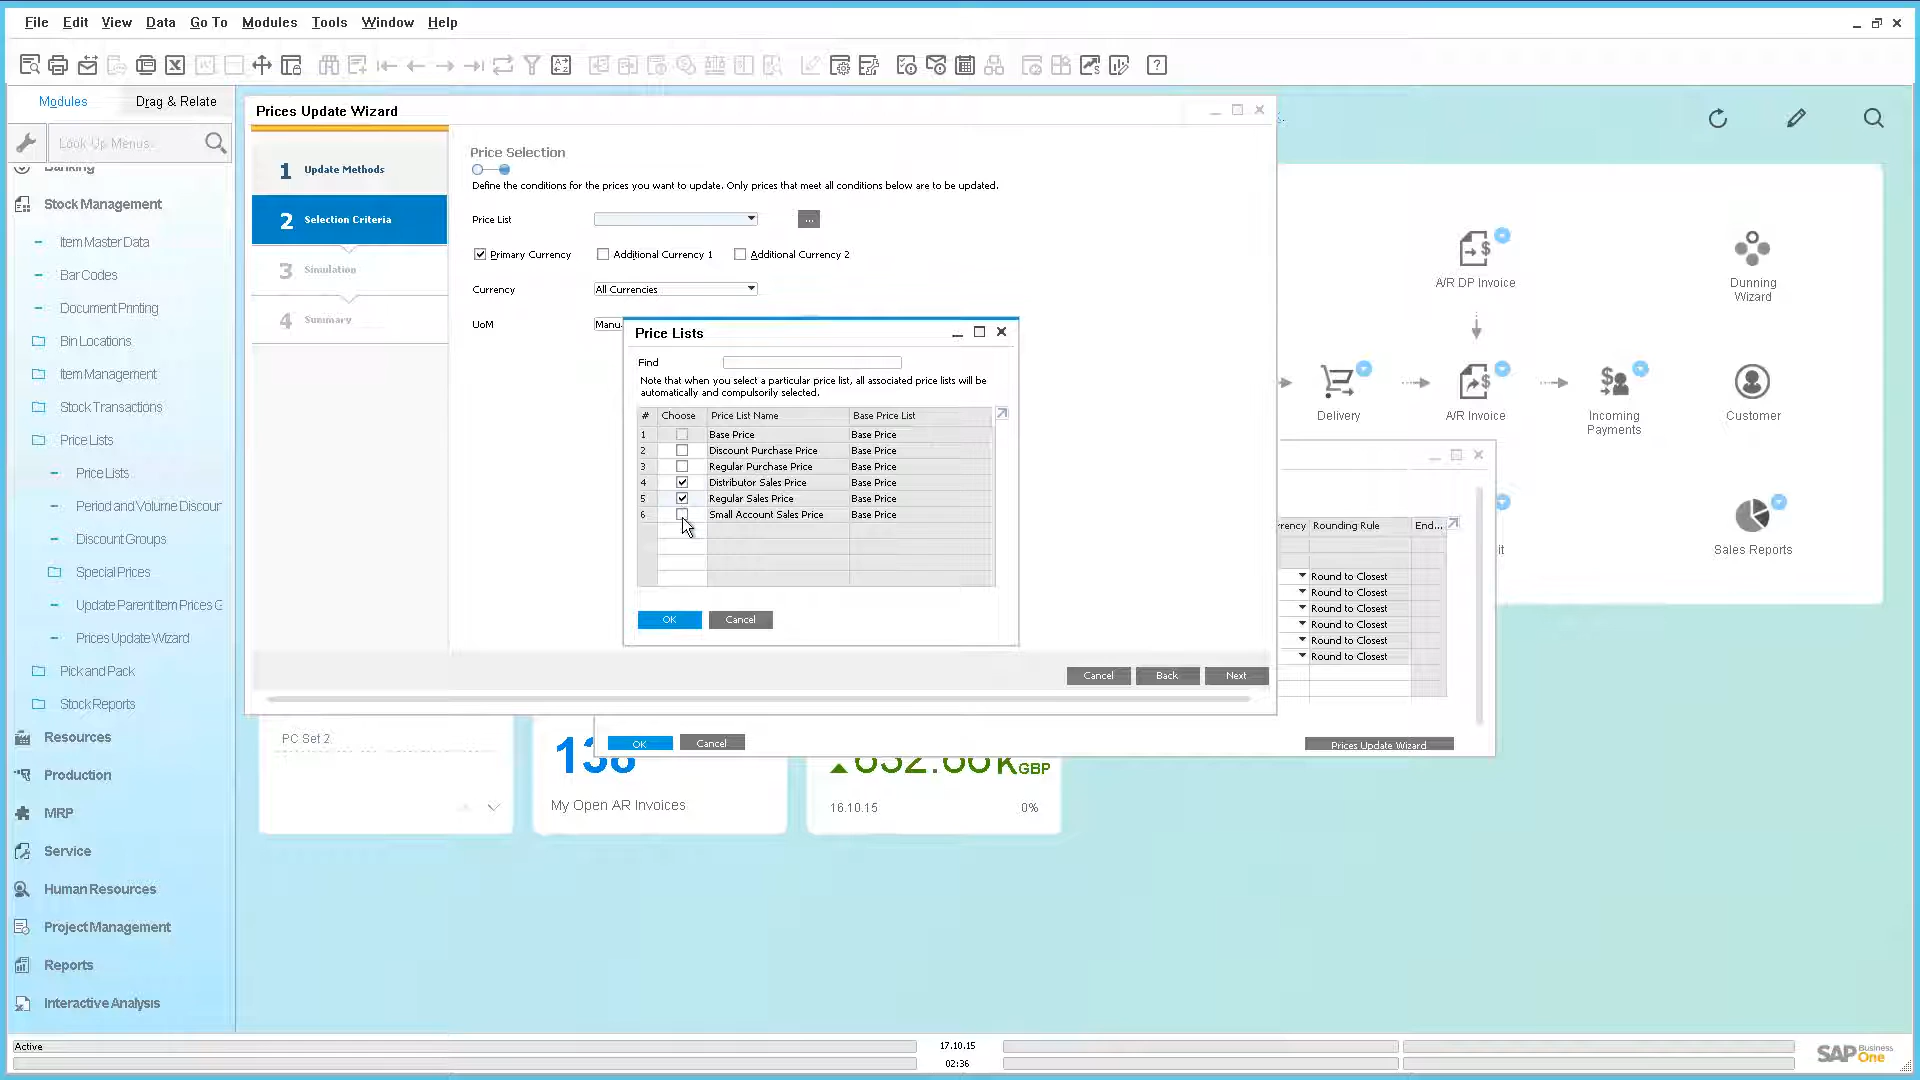 File Edit View Data Go To Modules Tools Window Help
Modules Drag & Relate
Look Up Menus...
Banking
Stock Management
Item Master Data
Bar Codes
Document Printing
Bin Locations
Item Management
Stock Transactions
Price Lists
Price Lists
Period and Volume Discour
Discount Groups
Special Prices
Update Parent Item Prices G
Prices Update Wizard
Pick and Pack
Stock Reports
Resources
Production
MRP
Service
Human Resources
Project Management
Reports
Interactive Analysis
Prices Update Wizard
1 Update Methods
2 Selection Criteria
3 Simulation
4 Summary
Price Selection
Define the conditions for the prices you want to update. Only prices that meet all conditions below are to be updated.
Price List
...
Primary Currency Additional Currency 1 Additional Currency 2
Currency All Currencies
UoM Manu
Price Lists
Find
Note that when you select a particular price list, all associated price lists will be
automatically and compulsorily selected.
# Choose Price List Name Base Price List
1 Base Price Base Price
2 Discount Purchase Price Base Price
3 Regular Purchase Price Base Price
4 Distributor Sales Price Base Price
5 Regular Sales Price Base Price
6 Small Account Sales Price Base Price
OK Cancel
Cancel Back Next
A/R DP Invoice
Dunning
Wizard
Delivery
A/R Invoice
Incoming
Payments
Customer
Sales Reports
it
rency Rounding Rule End...
Round to Closest
Round to Closest
Round to Closest
Round to Closest
Round to Closest
Round to Closest
OK Cancel Prices Update Wizard
PC Set 2
138
My Open AR Invoices
GBP
16.10.15 0%
Active
17.10.15
02:36
SAP Business One